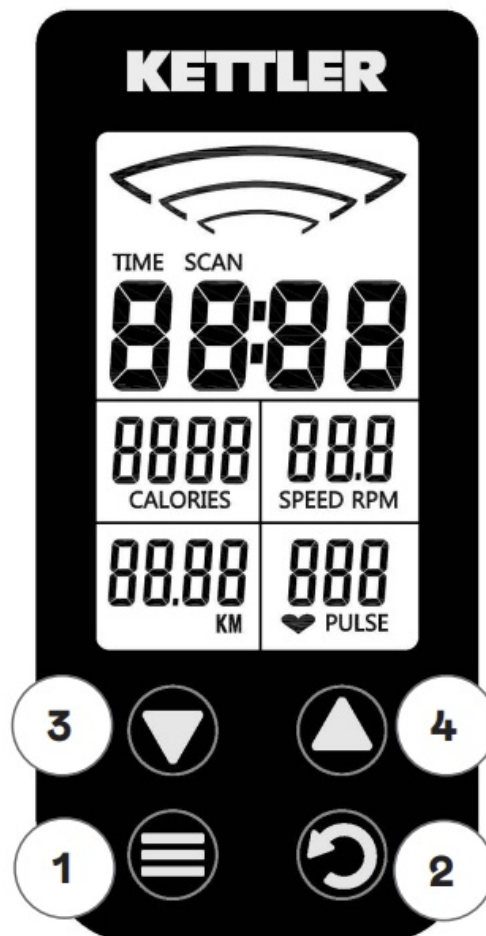 KETTLER
TIME SCAN
88:88
8888 88.8
CALORIES SPEED RPM
88.88 888
KM PULSE
3 4
1 2